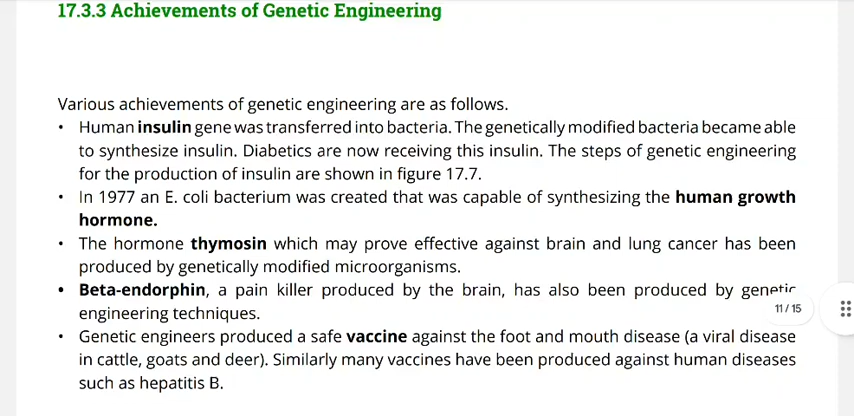 17.3.3 Achievements of Genetic Engineering
Various achievements of genetic engineering are as follows.
• Human insulin gene was transferred into bacteria. The genetically modified bacteria became able
to synthesize insulin. Diabetics are now receiving this insulin. The steps of genetic engineering
for the production of insulin are shown in figure 17.7.
• In 1977 an E. coli bacterium was created that was capable of synthesizing the human growth
hormone.
• The hormone thymosin which may prove effective against brain and lung cancer has been
produced by genetically modified microorganisms.
• Beta-endorphin, a pain killer produced by the brain, has also been produced by genetic
engineering techniques.
11 / 15
• Genetic engineers produced a safe vaccine against the foot and mouth disease (a viral disease
in cattle, goats and deer). Similarly many vaccines have been produced against human diseases
such as hepatitis B.